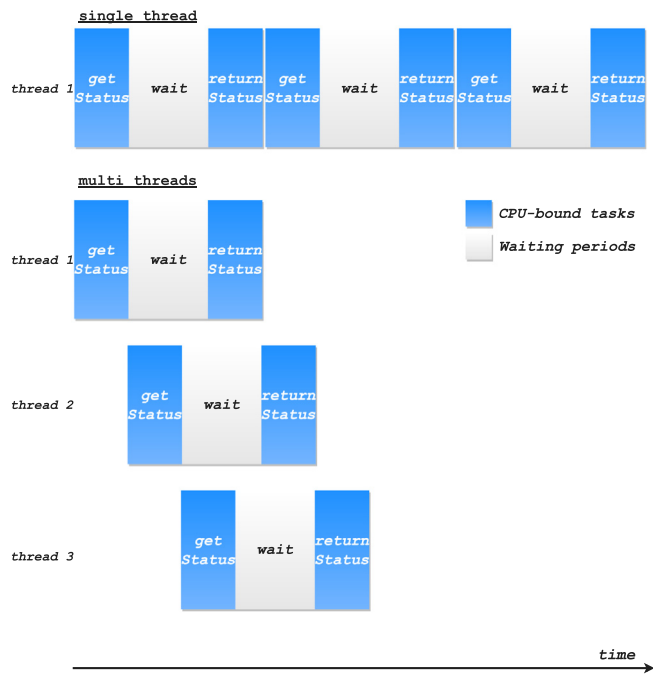 single thread
thread 1
get
Status
wait
return
Status
get
Status
wait
return
Status
get
Status
wait
return
Status
multi threads
thread 1
get
Status
wait
return
Status
CPU-bound tasks
Waiting periods
thread 2
get
Status
wait
return
Status
thread 3
get
Status
wait
return
Status
time